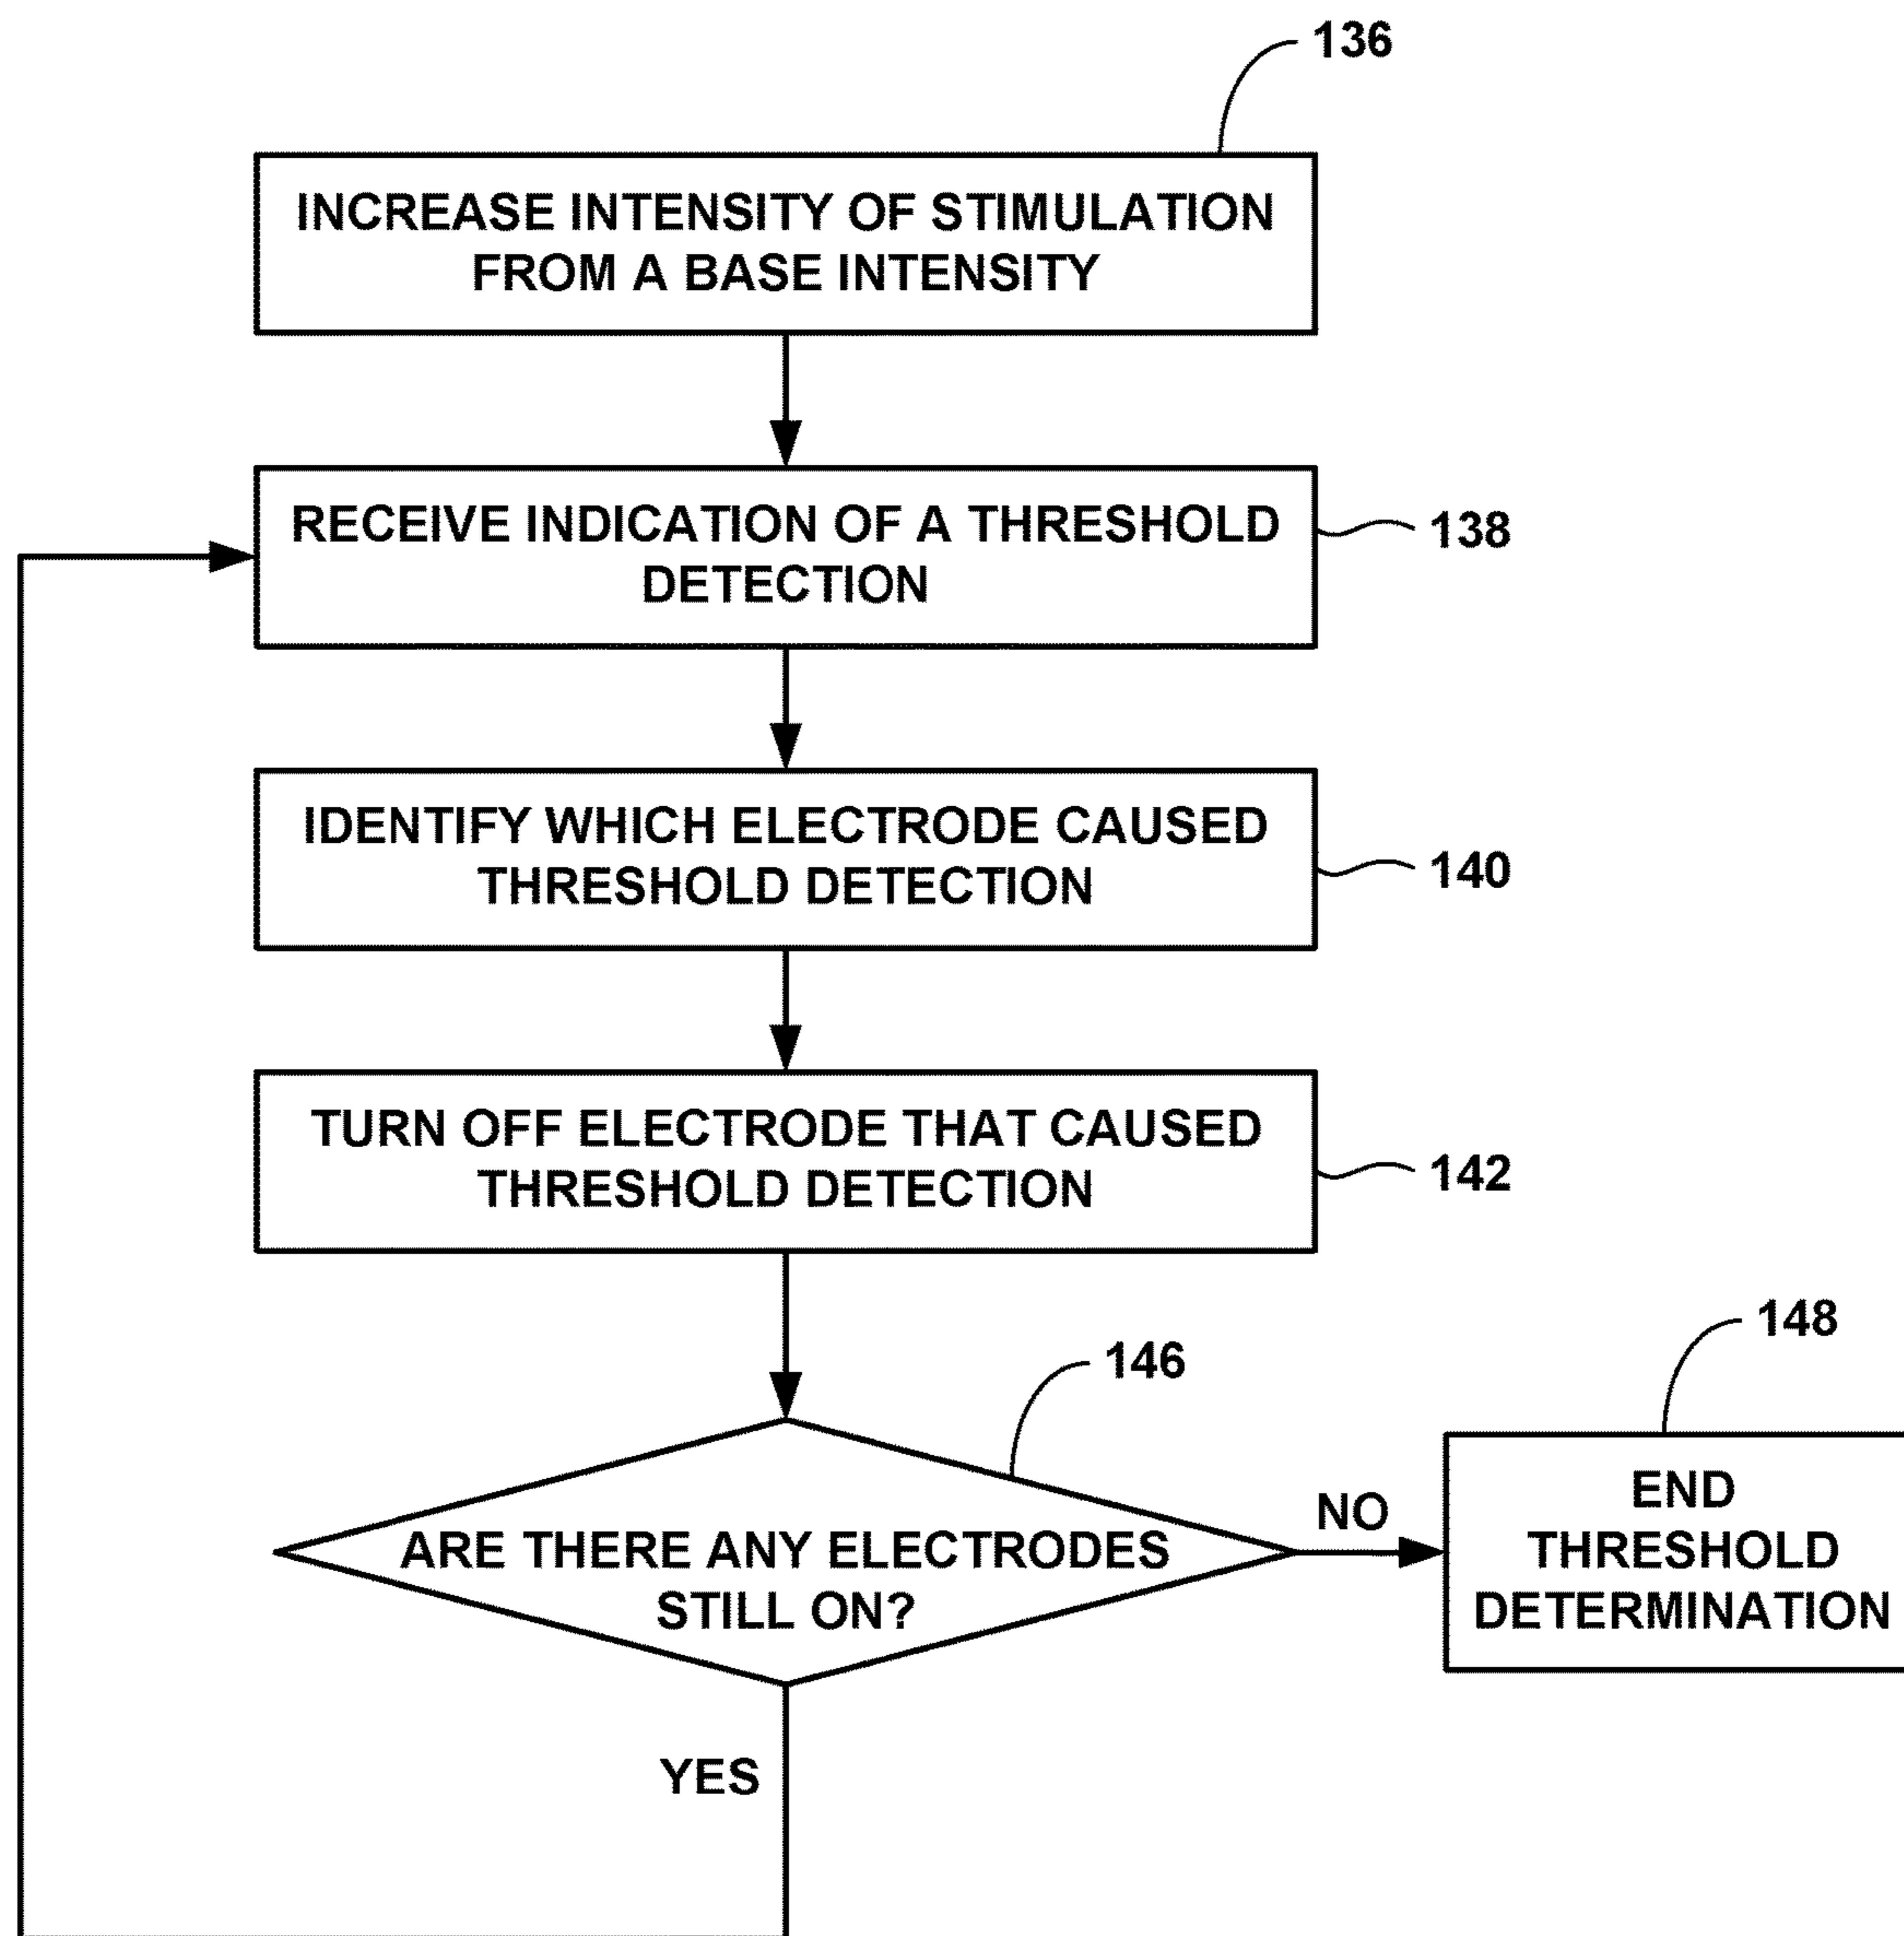 136
INCREASE INTENSITY OF STIMULATION
FROM A BASE INTENSITY
RECEIVE INDICATION OF A THRESHOLD
DETECTION
138
IDENTIFY WHICH ELECTRODE CAUSED
THRESHOLD DETECTION
140
TURN OFF ELECTRODE THAT CAUSED
THRESHOLD DETECTION
142
146
ARE THERE ANY ELECTRODES
STILL ON?
NO
148
END
THRESHOLD
DETERMINATION
YES